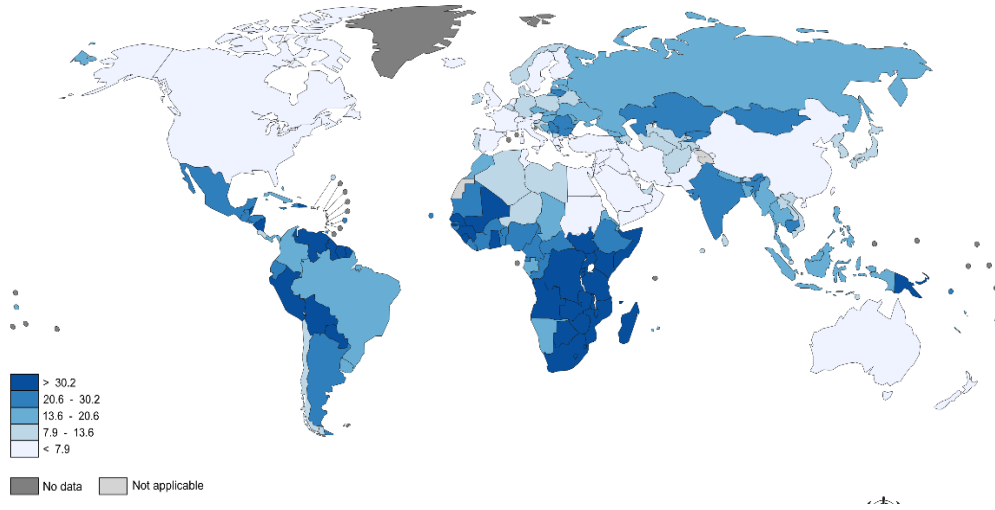 > 30.2
20.6 - 30.2
13.6 - 20.6
7.9 - 13.6
< 7.9
No data
Not applicable